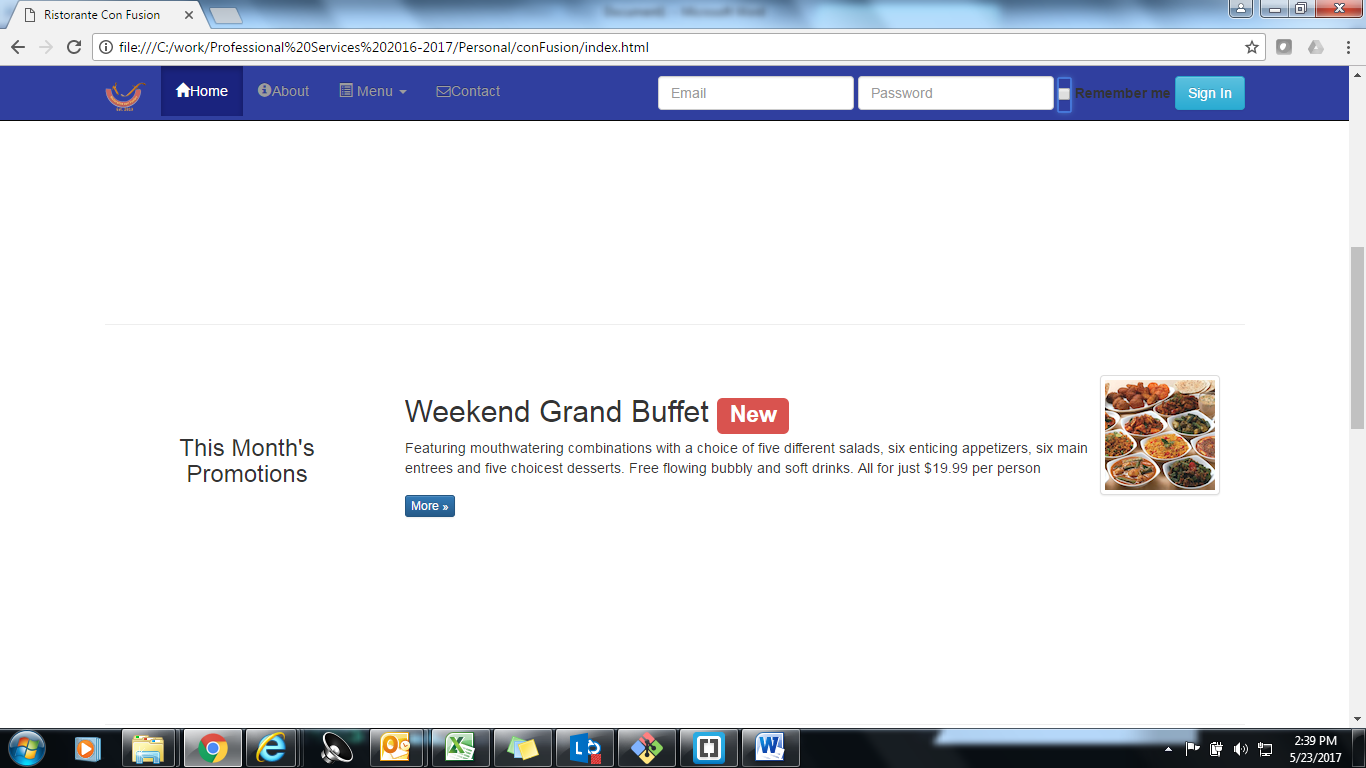 Ristorante Con Fusion
file:///C:/work/Professional%20Services%202016-2017/Personal/conFusion/index.html
Home About Menu Contact Email Password Remember me Sign In
Weekend Grand Buffet New
This Month's
Promotions
Featuring mouthwatering combinations with a choice of five different salads, six enticing appetizers, six main
entrees and five choicest desserts. Free flowing bubbly and soft drinks. All for just $19.99 per person
More »
2:39 PM
5/23/2017